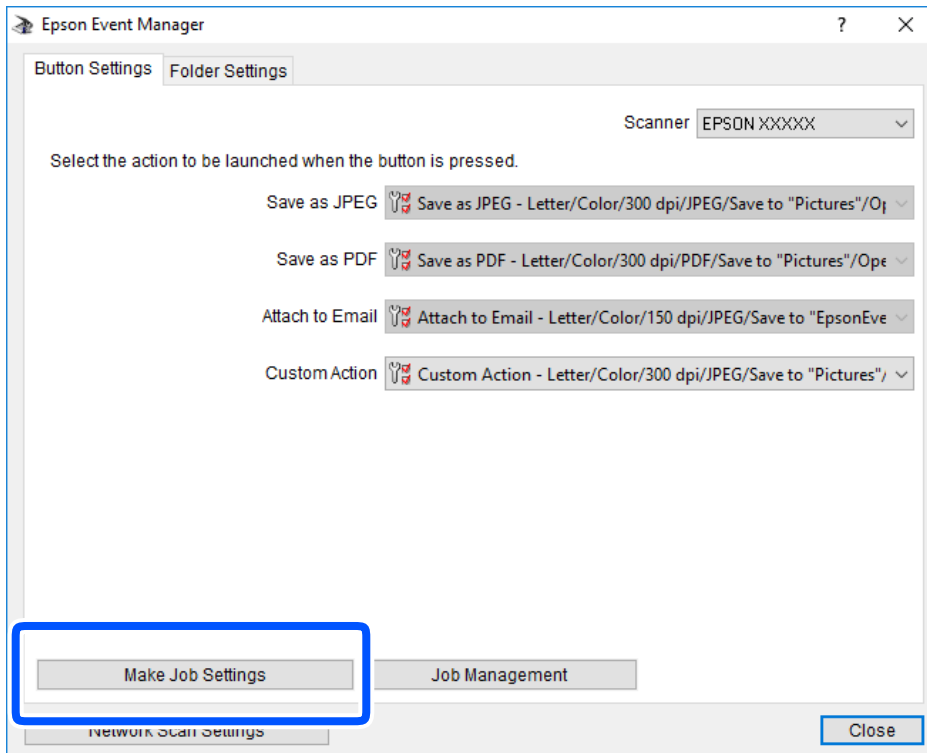 Epson Event Manager
Button Settings Folder Settings
Scanner EPSON XXXXX
Select the action to be launched when the button is pressed.
Save as JPEG Save as JPEG - Letter/Color/300 dpi/JPEG/Save to "Pictures"/Op
Save as PDF Save as PDF - Letter/Color/300 dpi/PDF/Save to "Pictures"/Ope
Attach to Email Attach to Email - Letter/Color/150 dpi/JPEG/Save to "EpsonEve
Custom Action Custom Action - Letter/Color/300 dpi/JPEG/Save to "Pictures"/
Make Job Settings Job Management
Network Scan Settings Close